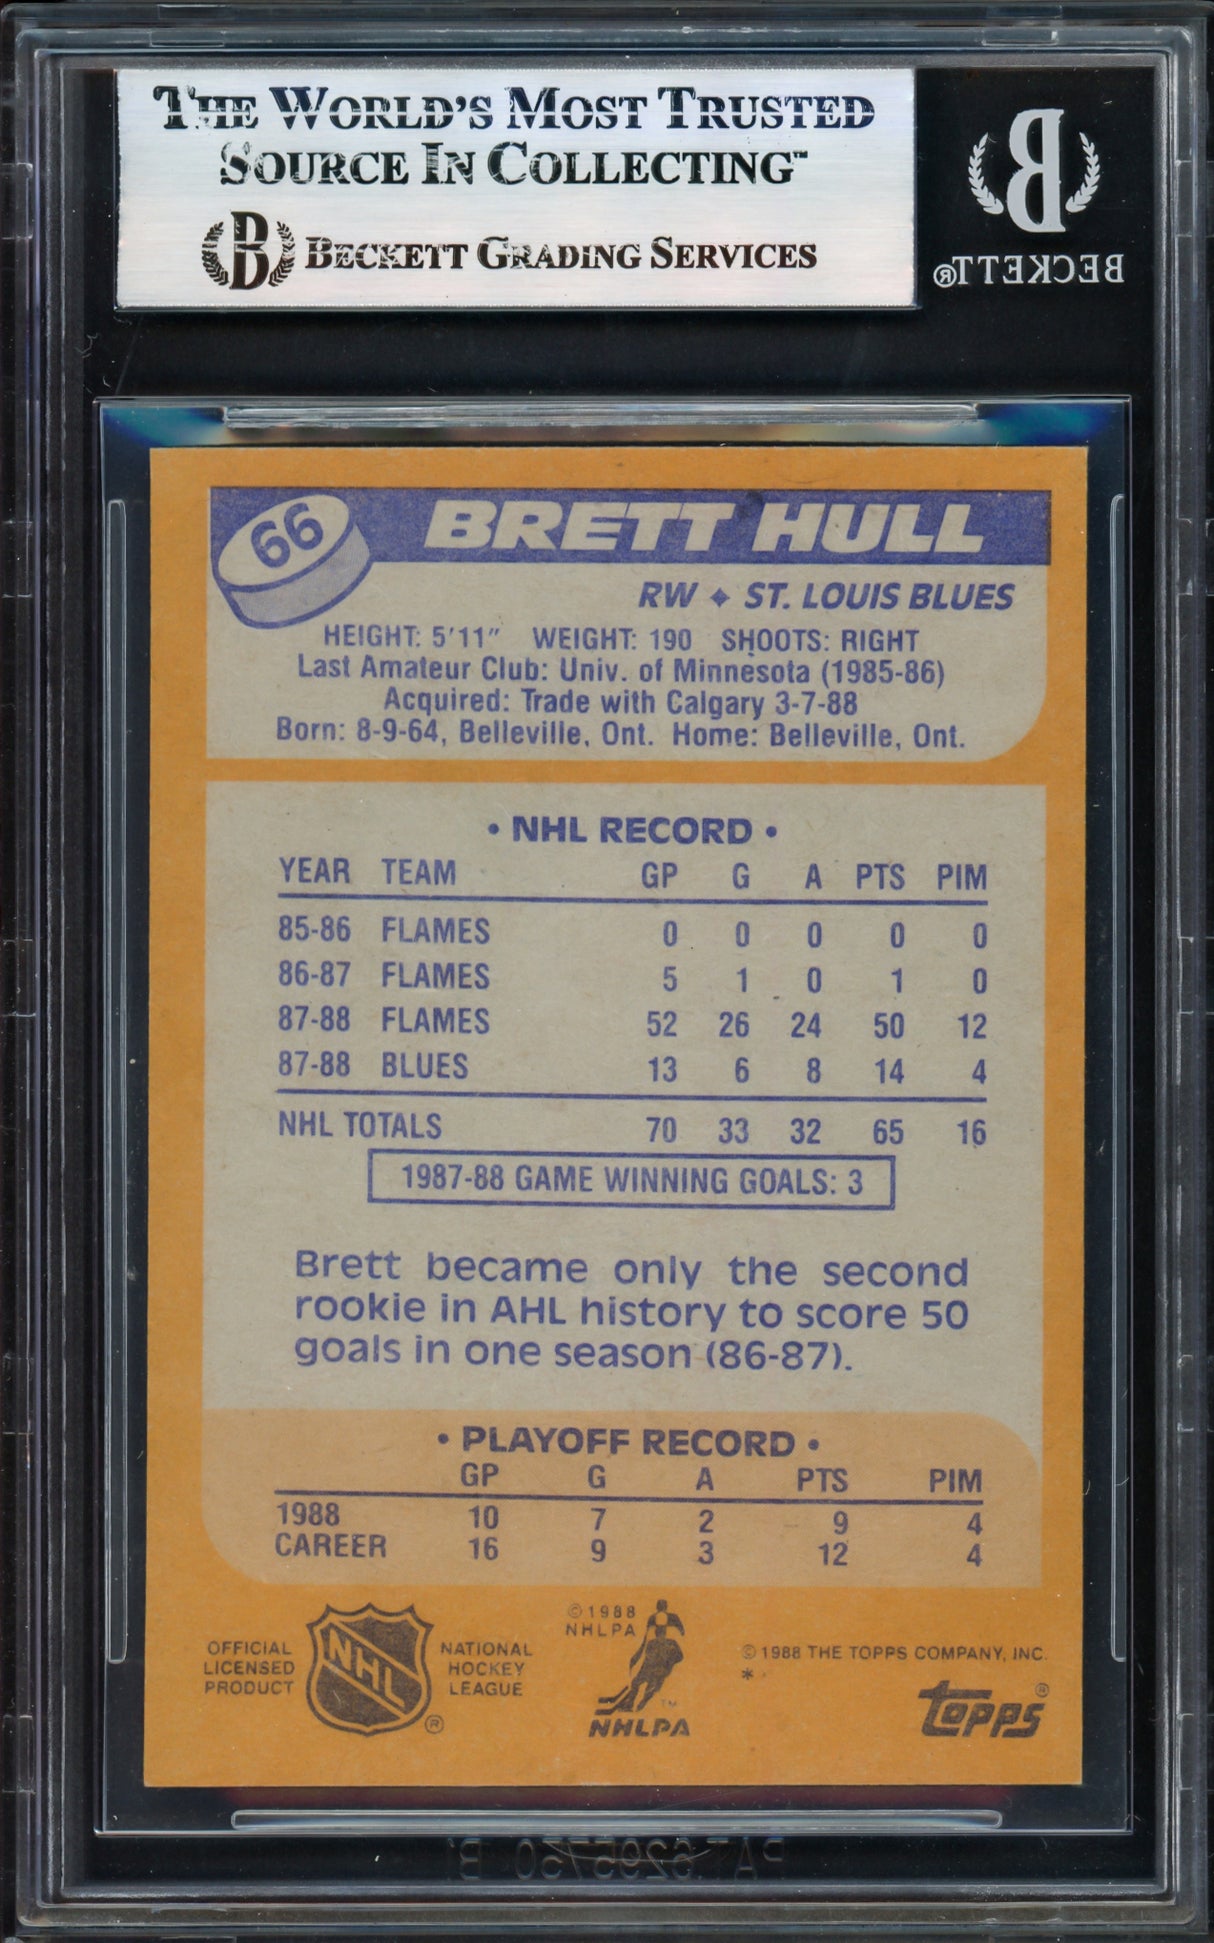 THE WORLD'S MOST TRUSTED
SOURCE IN COLLECTING™
B BECKETT GRADING SERVICES
B
BECKETT®
66 BRETT HULL
RW ✦ ST. LOUIS BLUES
HEIGHT: 5'11" WEIGHT: 190 SHOOTS: RIGHT
Last Amateur Club: Univ. of Minnesota (1985-86)
Acquired: Trade with Calgary 3-7-88
Born: 8-9-64, Belleville, Ont. Home: Belleville, Ont.
• NHL RECORD •
YEAR TEAM GP G A PTS PIM
85-86 FLAMES 0 0 0 0 0
86-87 FLAMES 5 1 0 1 0
87-88 FLAMES 52 26 24 50 12
87-88 BLUES 13 6 8 14 4
NHL TOTALS 70 33 32 65 16
1987-88 GAME WINNING GOALS: 3
Brett became only the second
rookie in AHL history to score 50
goals in one season (86-87).
• PLAYOFF RECORD •
GP G A PTS PIM
1988 10 7 2 9 4
CAREER 16 9 3 12 4
OFFICIAL
LICENSED
PRODUCT
NHL
®
NATIONAL
HOCKEY
LEAGUE
©1988
NHLPA
™
NHLPA
©1988 THE TOPPS COMPANY, INC.
*
topps®